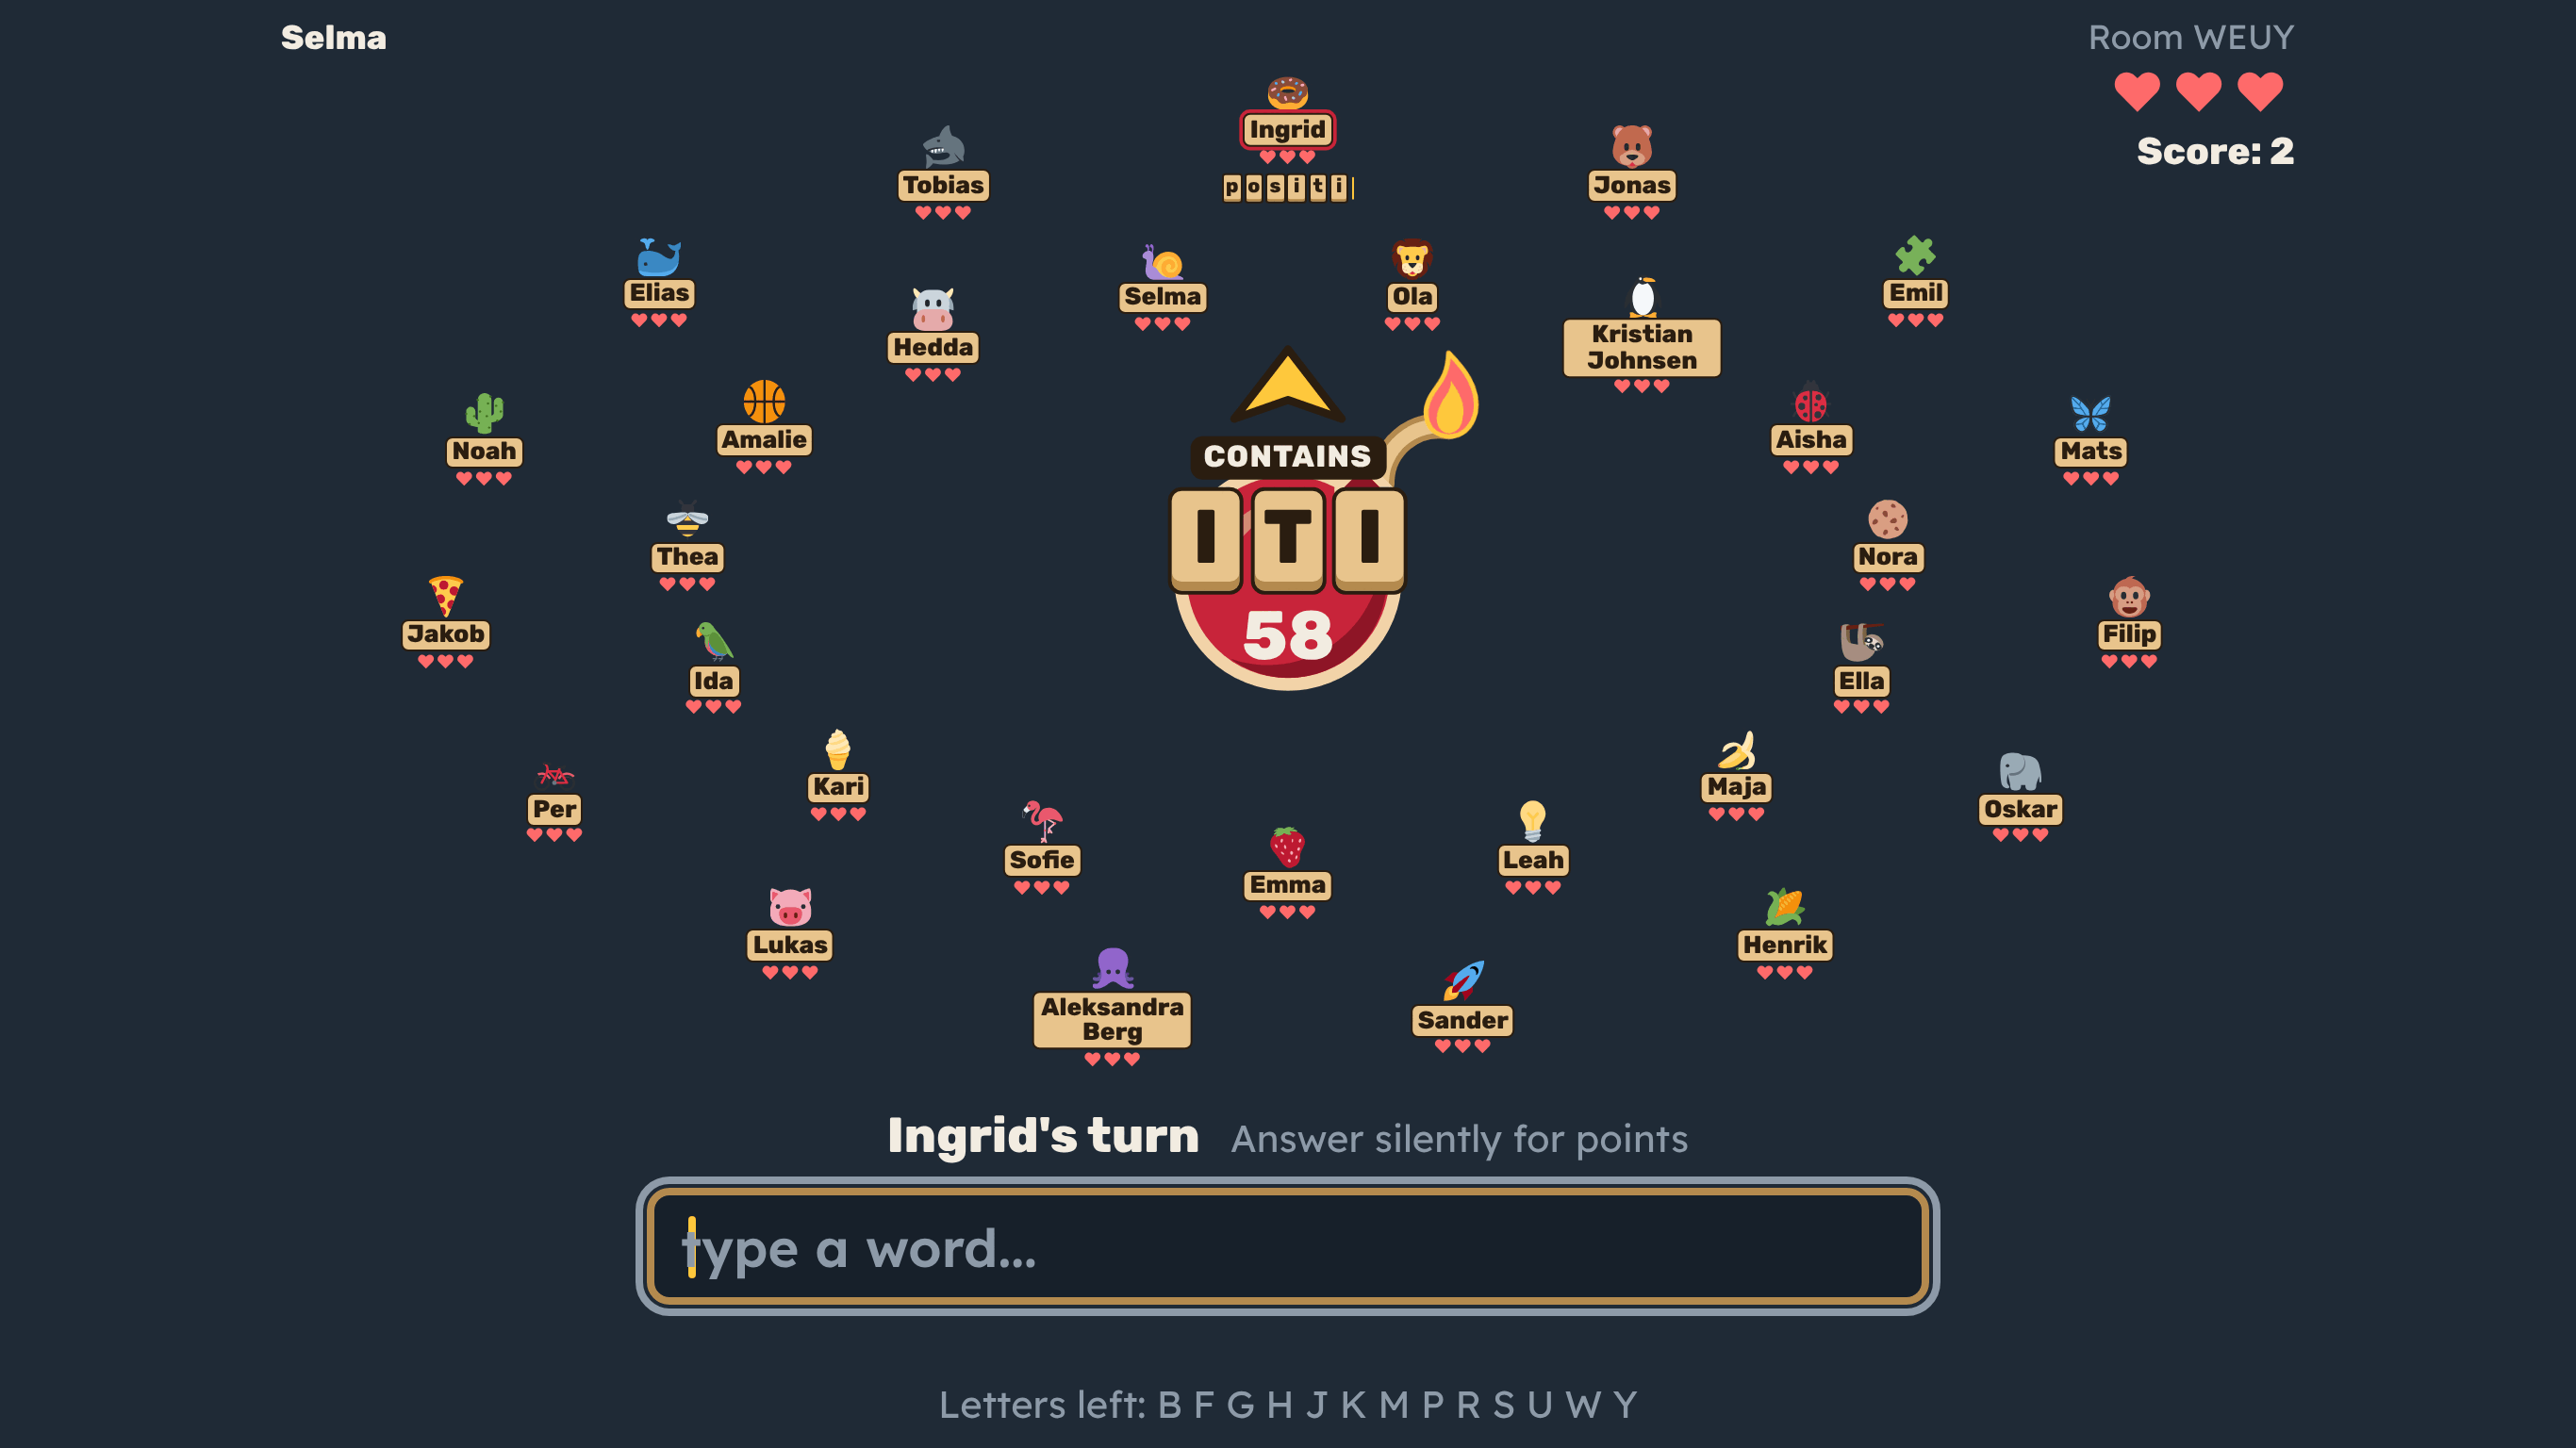 Selma
Room WEUY
Score: 2
Ingrid
positi
Tobias
Jonas
Elias
Selma
Ola
Emil
Hedda
Kristian
Johnsen
Noah
Amalie
Aisha
Mats
CONTAINS
ITI
58
Thea
Nora
Jakob
Filip
Ida
Ella
Kari
Maja
Per
Oskar
Sofie
Emma
Leah
Lukas
Henrik
Aleksandra
Berg
Sander
Ingrid's turn Answer silently for points
type a word...
Letters left: B F G H J K M P R S U W Y